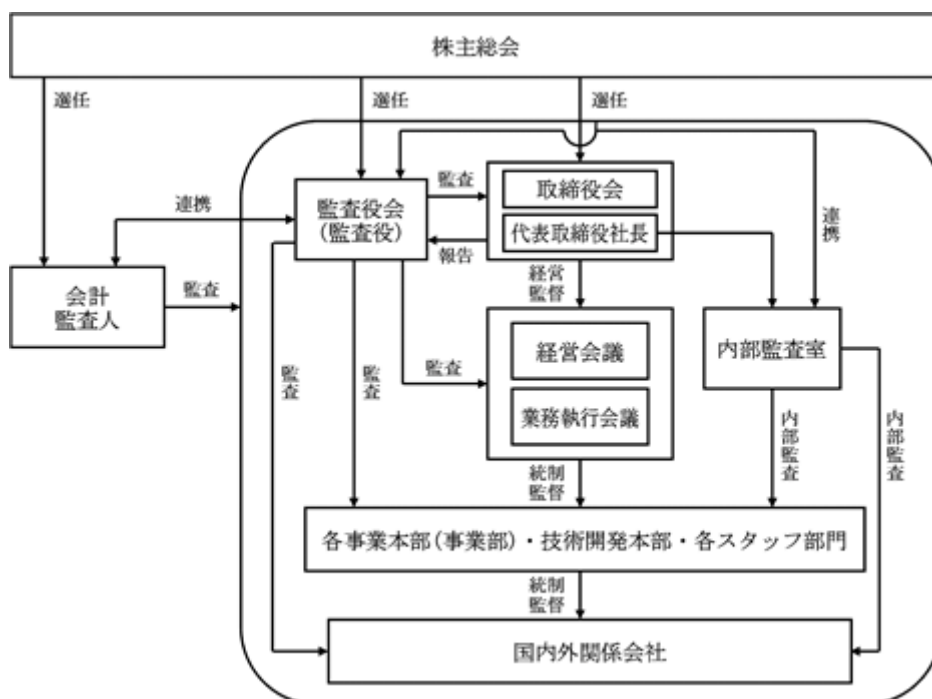 株主総会
選任
選任
選任
監査役会
(監査役)
監査
取締役会
代表取締役社長
報告
連携
連携
会計
監査人
監査
経営
監督
経営会議
業務執行会議
内部監査室
監査
監査
監査
内部監査
内部監査
統制
監督
各事業本部(事業部)・技術開発本部・各スタッフ部門
統制
監督
国内外関係会社